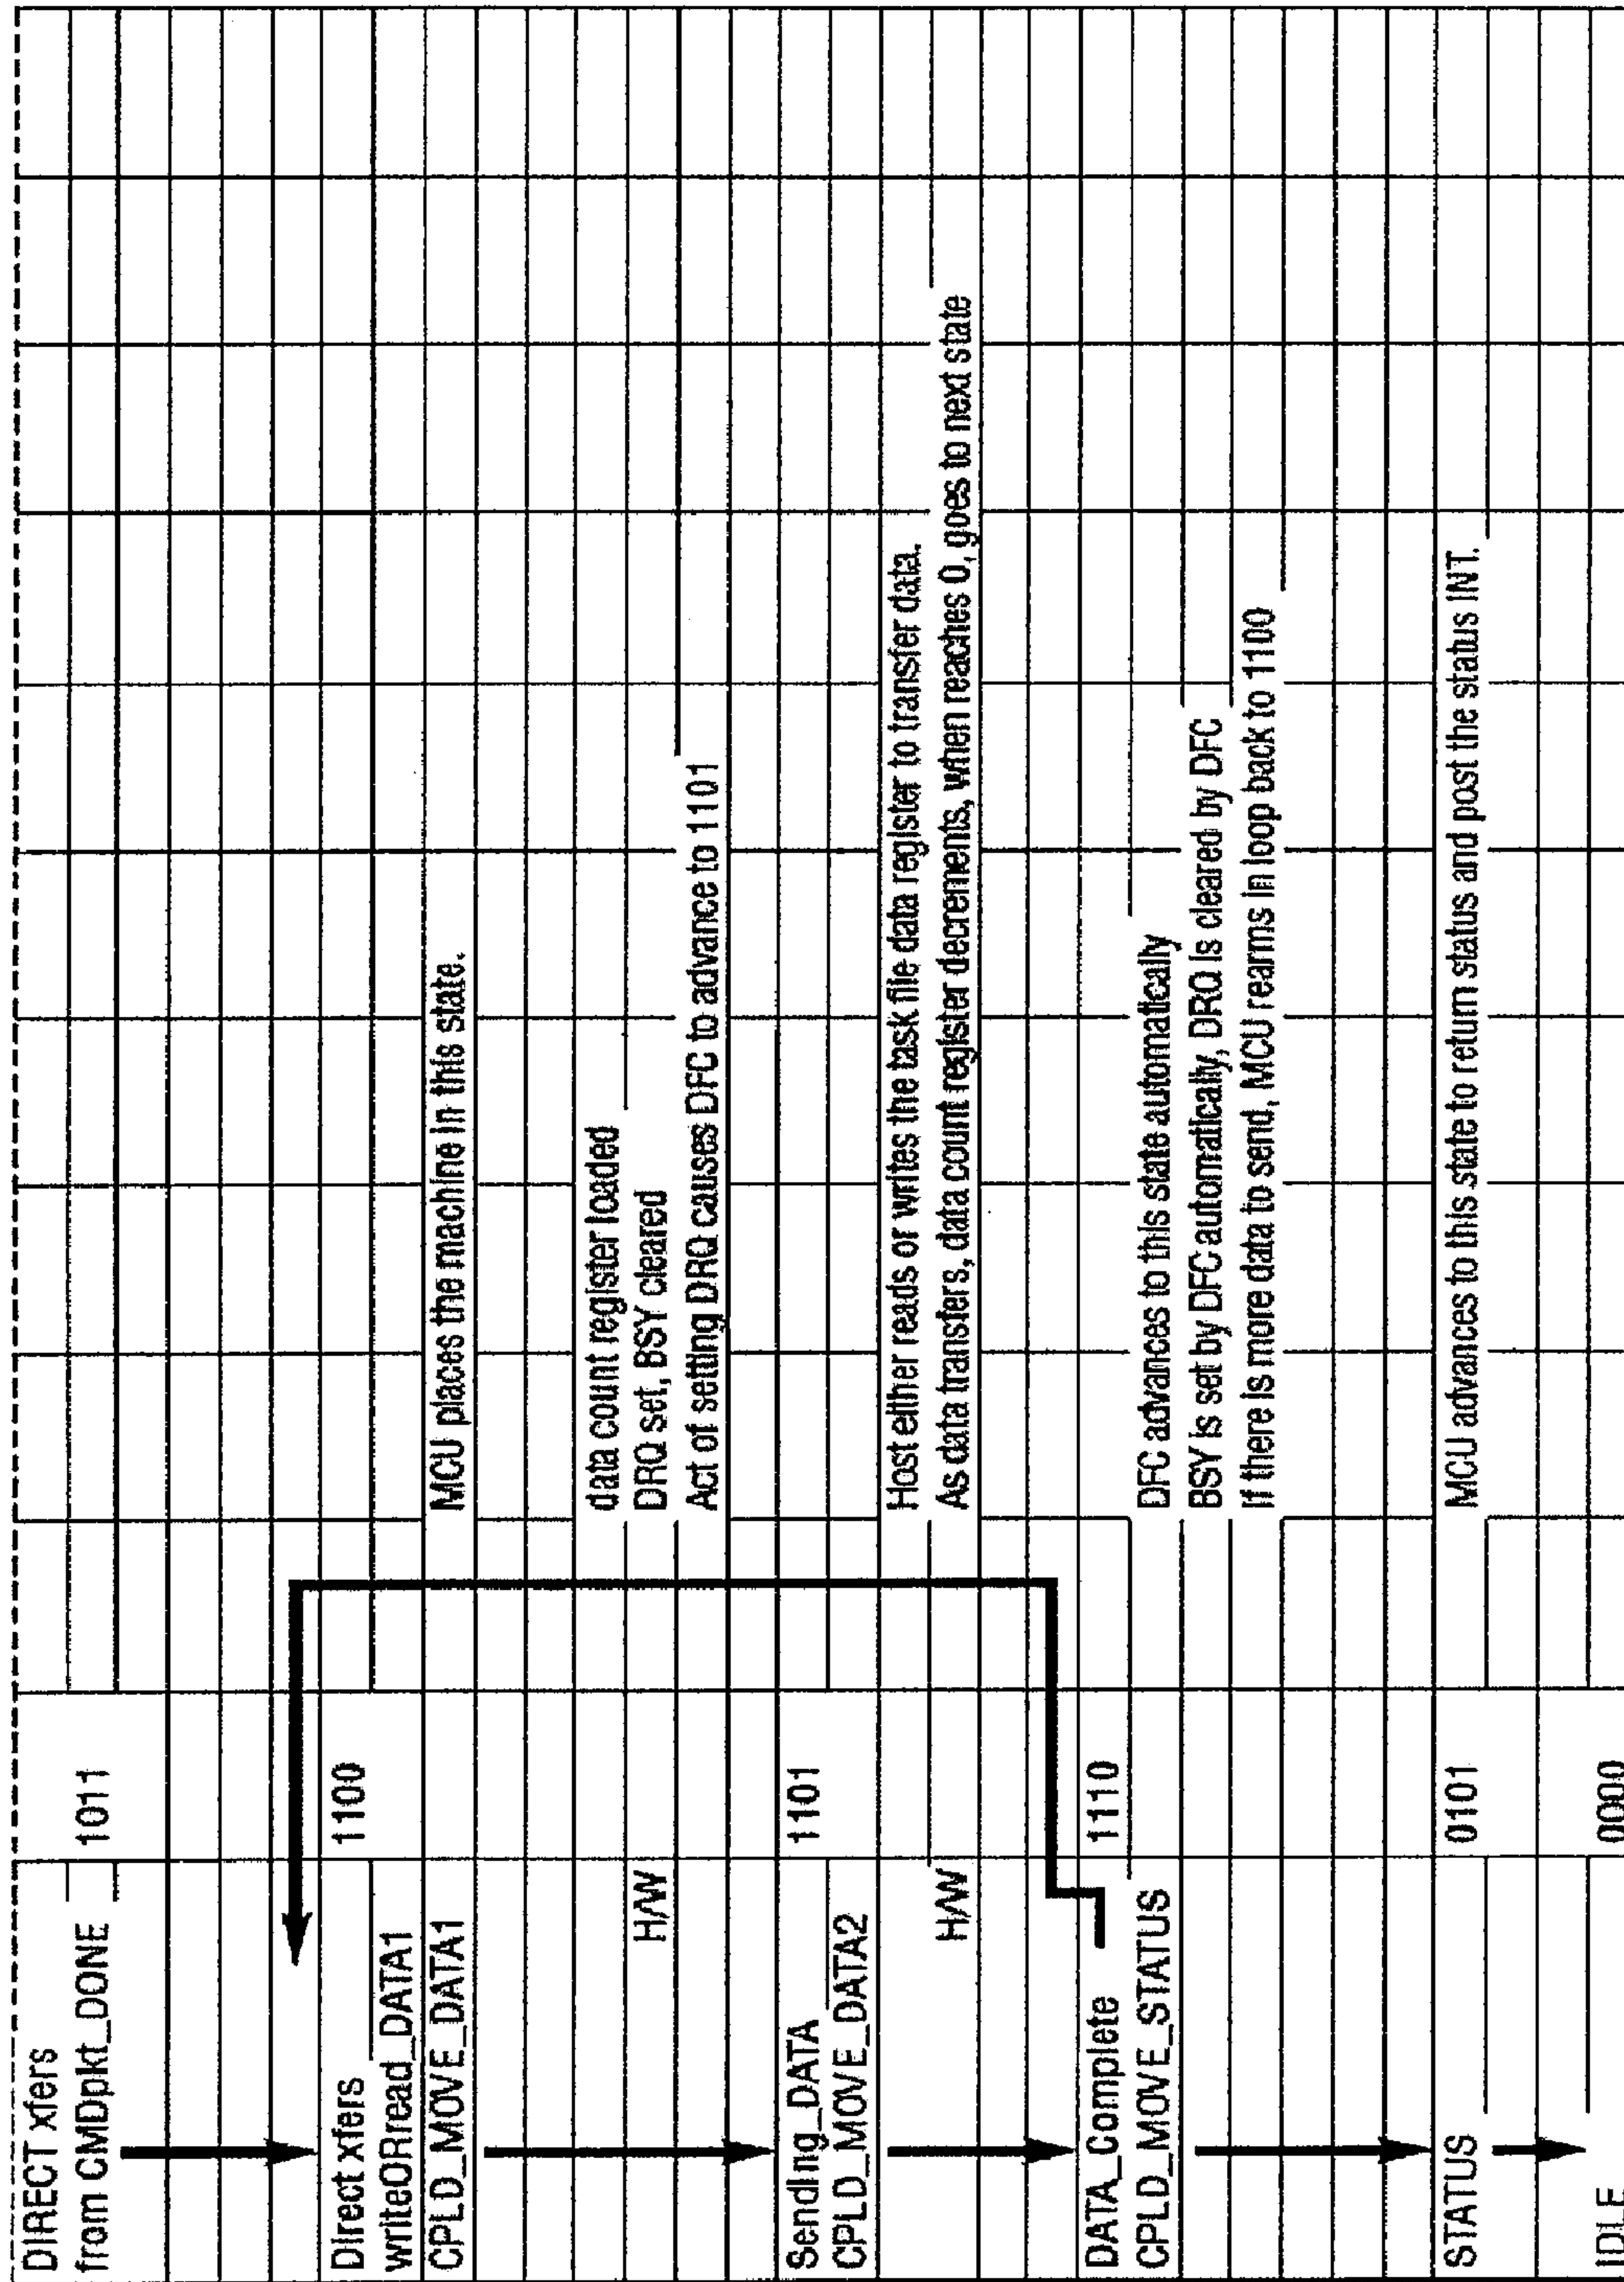 DIRECT xfers
from CMDpkt_DONE 1011
Direct xfers 1100
writeORread_DATA1
CPLD_MOVE_DATA1 MCU places the machine in this state.
data count register loaded
H/W DRQ set, BSY cleared
Act of setting DRQ causes DFC to advance to 1101
Sending_DATA 1101
CPLD_MOVE_DATA2
Host either reads or writes the task file data register to transfer data.
H/W As data transfers, data count register decrements, when reaches 0, goes to next state
DATA_Complete 1110
CPLD_MOVE_STATUS DFC advances to this state automatically
BSY is set by DFC automatically, DRQ is cleared by DFC
If there is more data to send, MCU rearms in loop back to 1100
STATUS 0101 MCU advances to this state to return status and post the status INT.
IDLE 0000